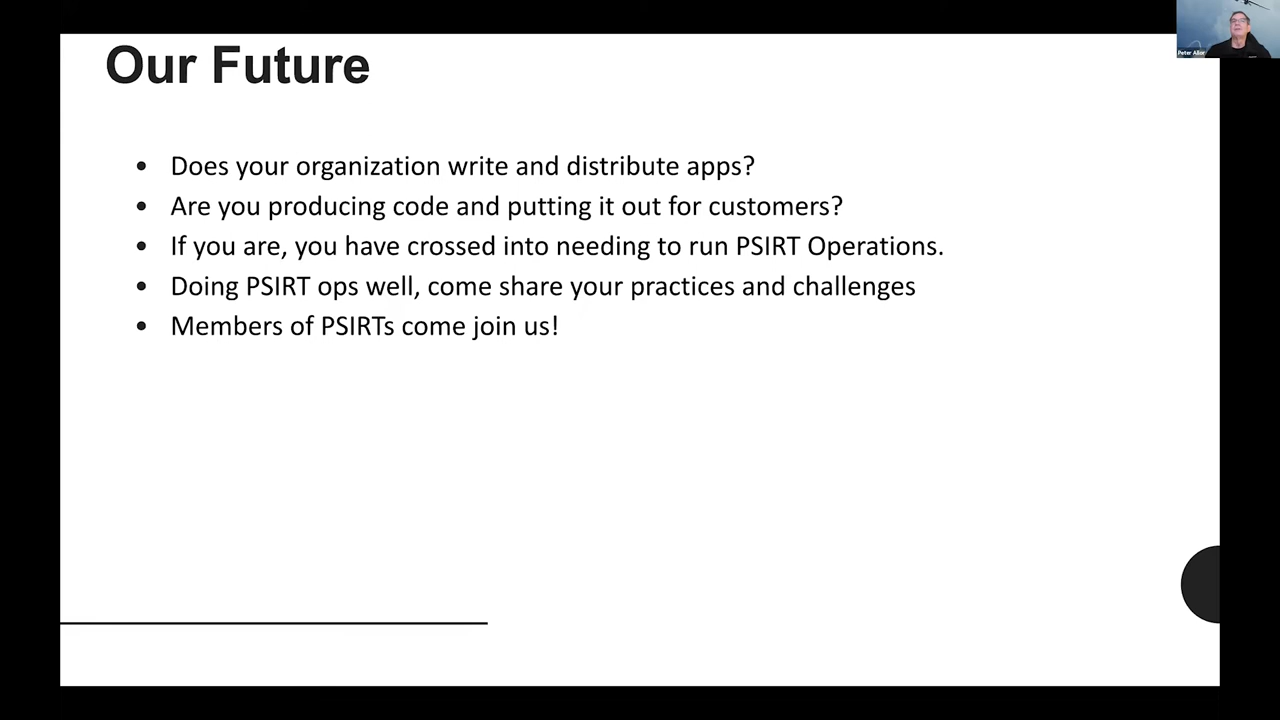 Our Future
• Does your organization write and distribute apps?
• Are you producing code and putting it out for customers?
• If you are, you have crossed into needing to run PSIRT Operations.
• Doing PSIRT ops well, come share your practices and challenges
• Members of PSIRTs come join us!
Peter Allor